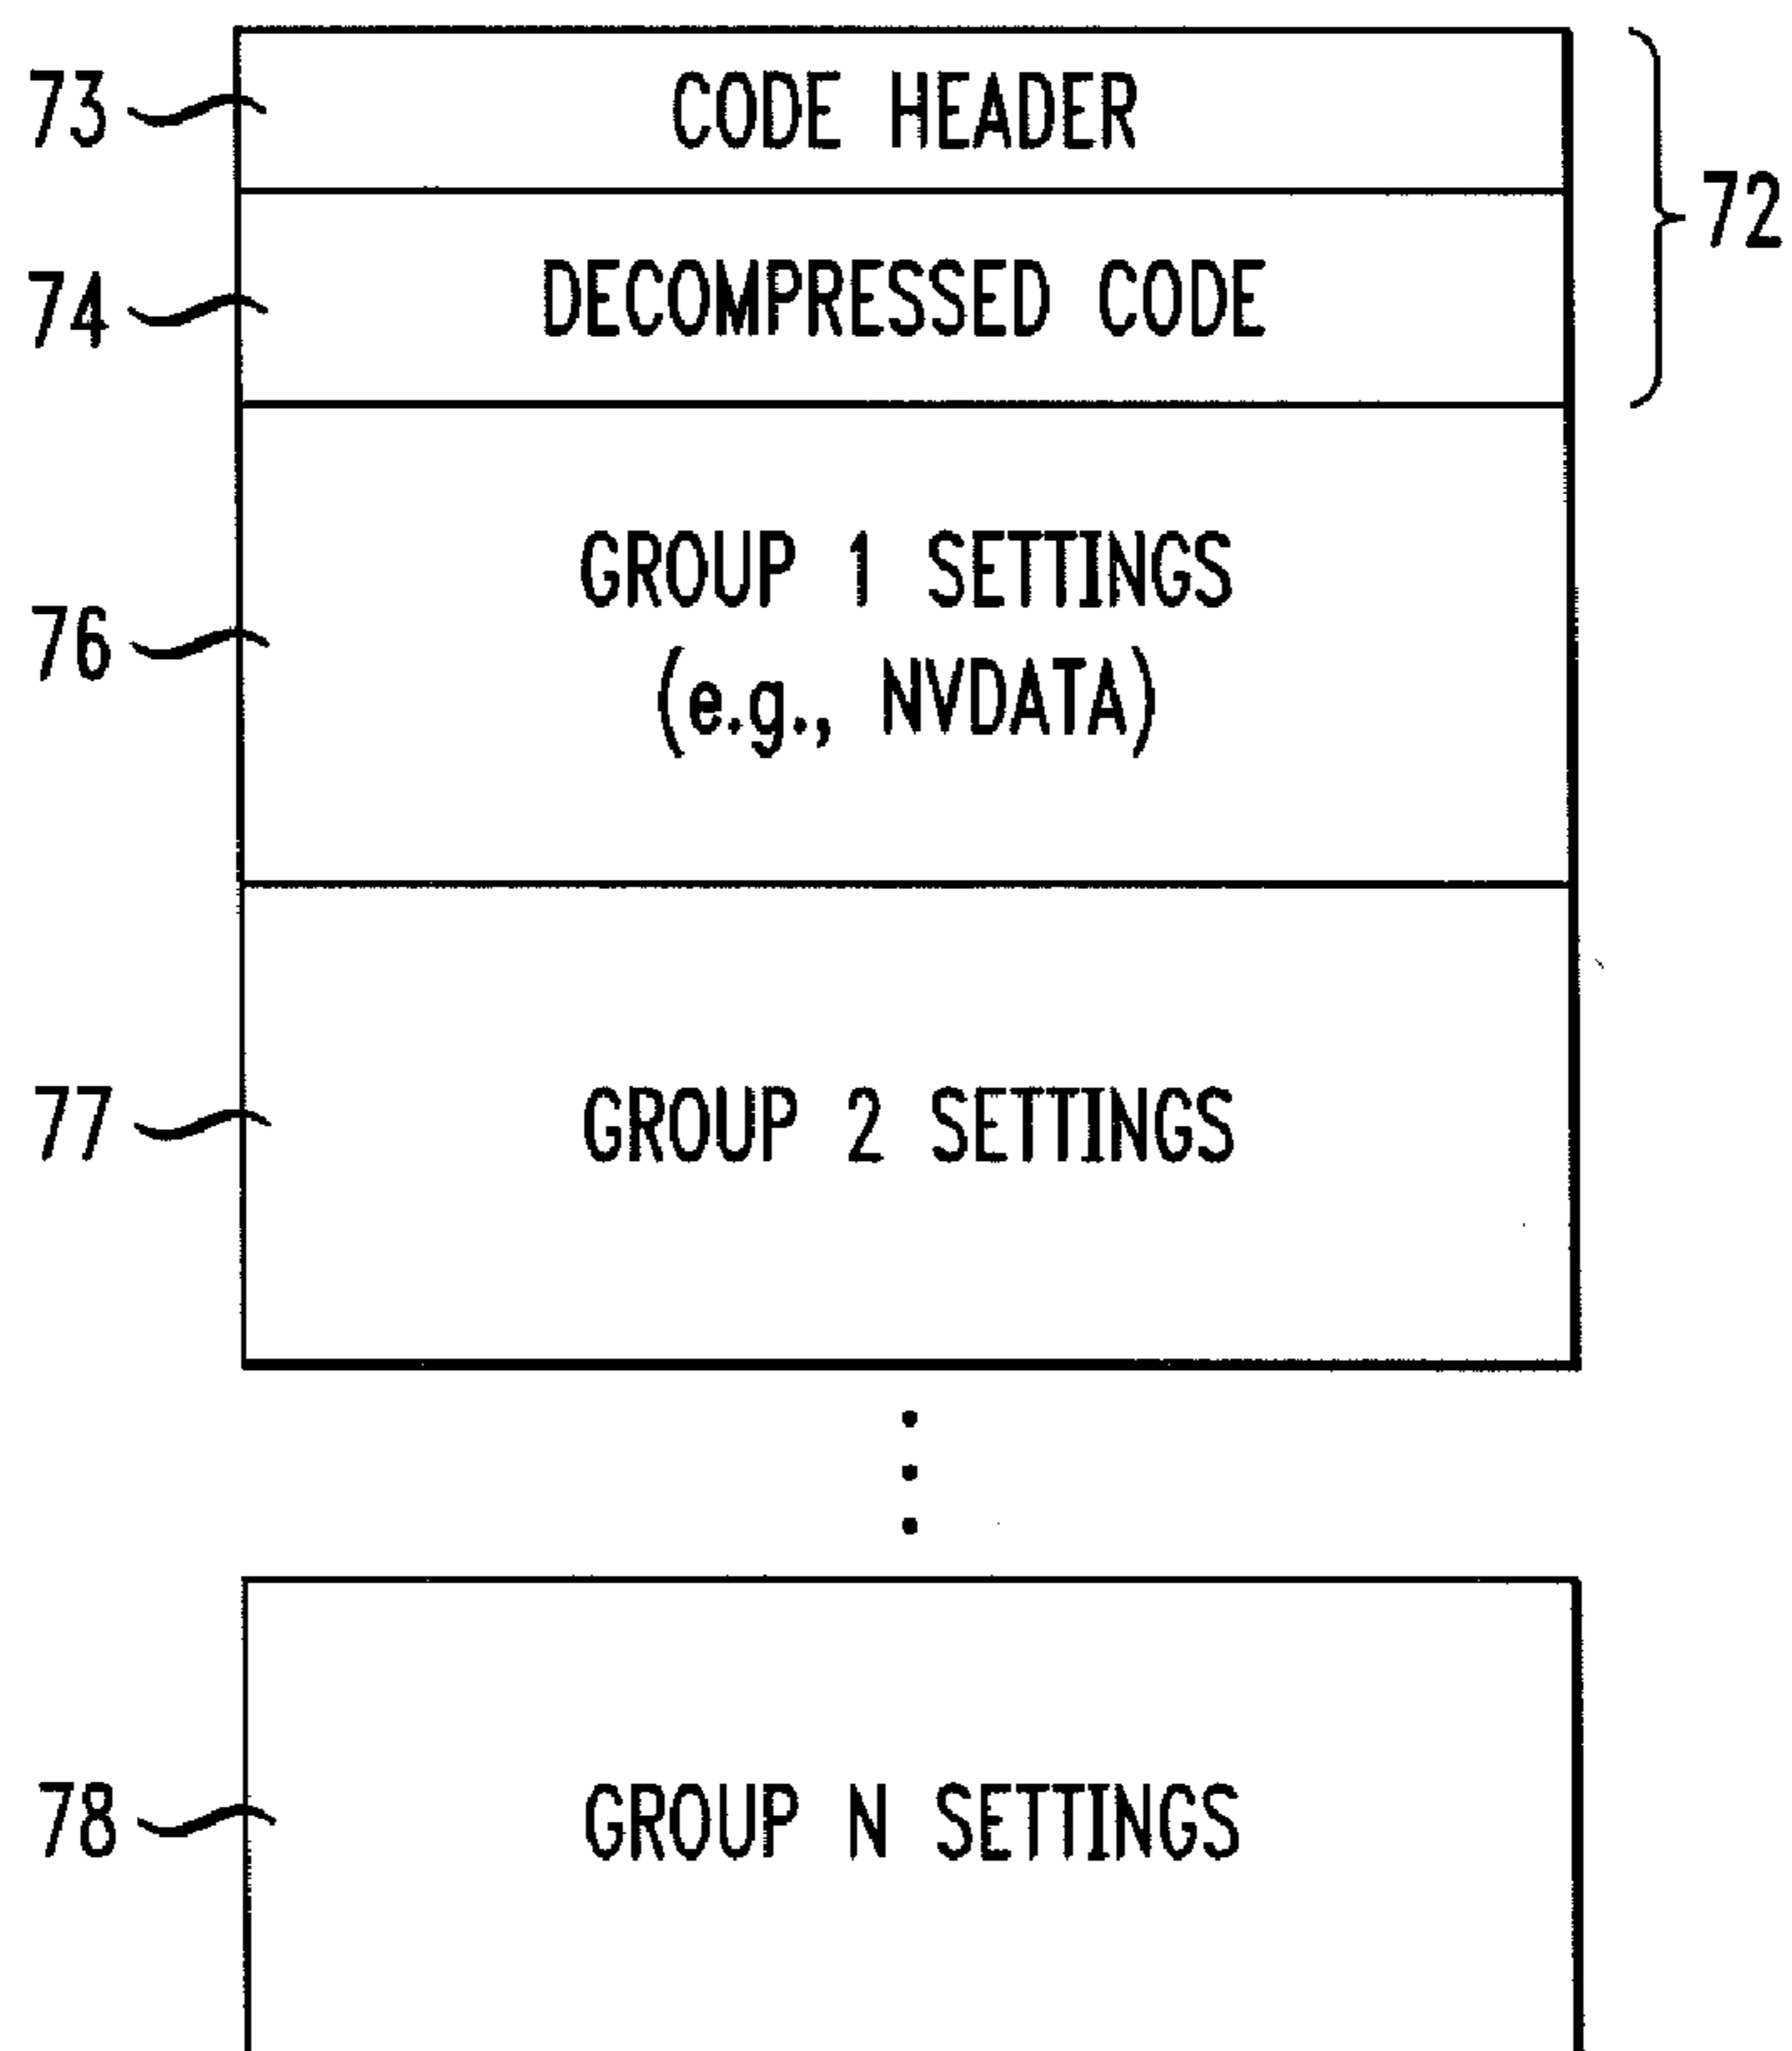 73 CODE HEADER
72
74 DECOMPRESSED CODE
GROUP 1 SETTINGS
76
(e.g., NVDATA)
77 GROUP 2 SETTINGS
78 GROUP N SETTINGS